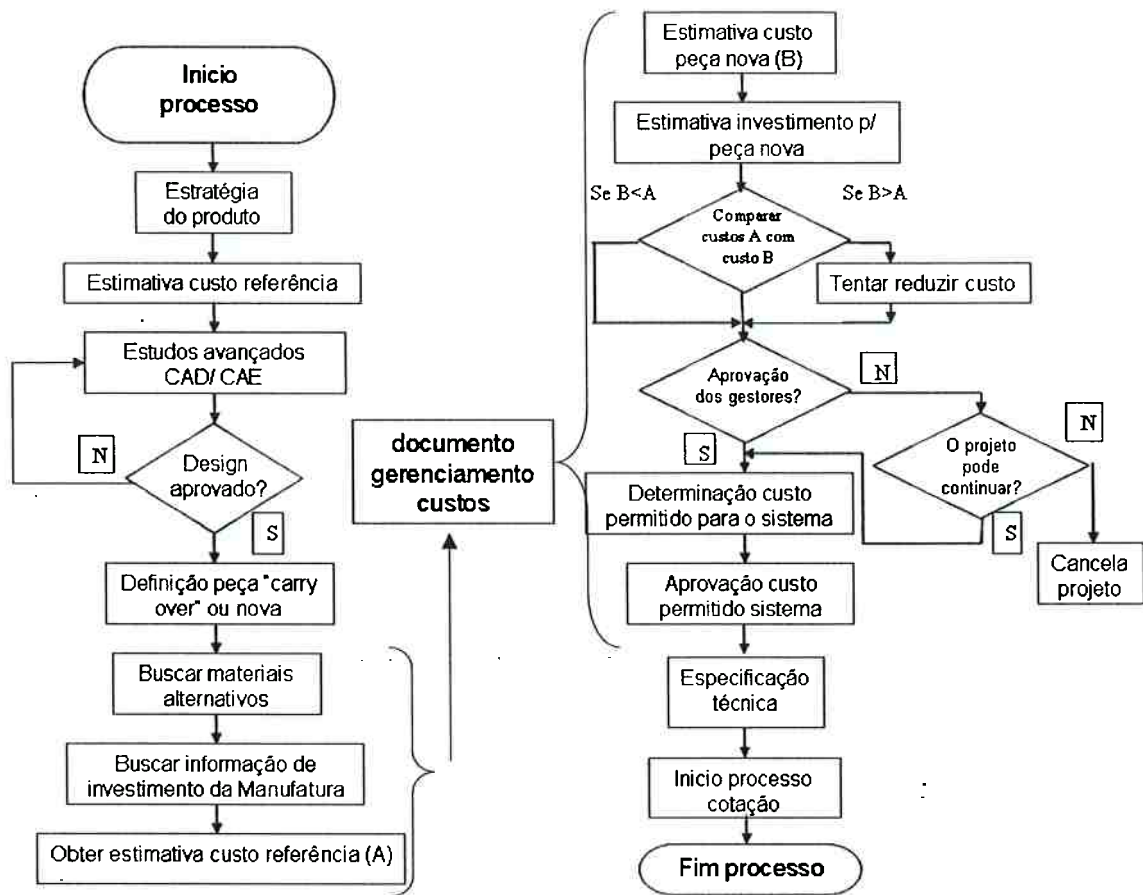 Inicio
processo
Estratégia
do produto
Estimativa custo referência
Estudos avançados
CAD/ CAE
N
Design
aprovado?
S
Definição peça "carry
over" ou nova
Buscar materiais
alternativos
Buscar informação de
investimento da Manufatura
Obter estimativa custo referência (A)
documento
gerenciamento
custos
Estimativa custo
peça nova (B)
Estimativa investimento p/
peça nova
Se B<A
Se B>A
Comparar
custos A com
custo B
Tentar reduzir custo
Aprovação
dos gestores?
N
S
O projeto
pode
continuar?
N
S
Cancela
projeto
Determinação custo
permitido para o sistema
Aprovação custo
permitido sistema
Especificação
técnica
Inicio processo
cotação
Fim processo